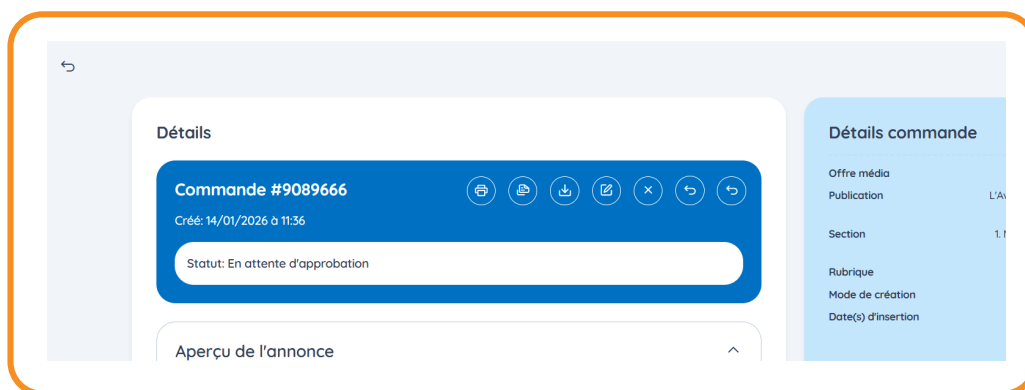 Détails
Commande #9089666
Créé: 14/01/2026 à 11:36
Statut: En attente d'approbation
Aperçu de l'annonce
Détails commande
Offre média
Publication
Section
1.
Rubrique
Mode de création
Date(s) d'insertion